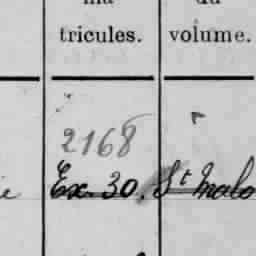 tricules.
volume.
2168
Ex. 30.
St Malo